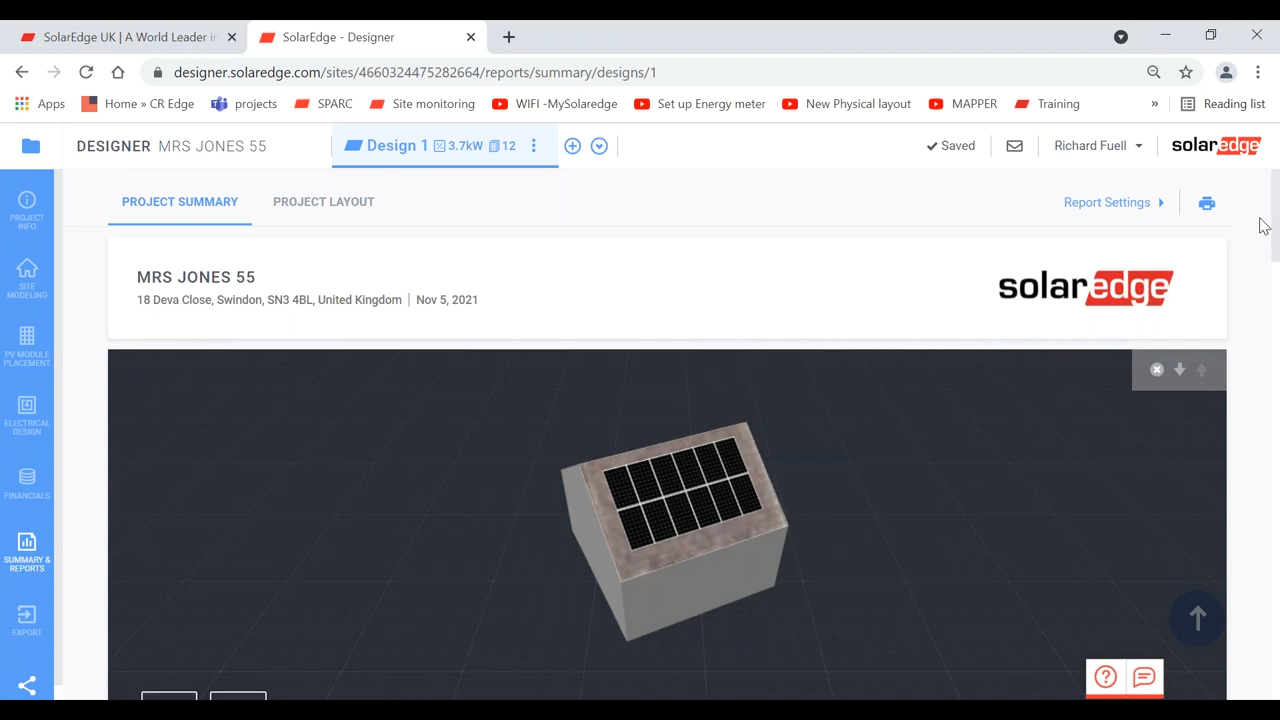 SolarEdge UK | A World Leader in
SolarEdge - Designer
designer.solaredge.com/sites/4660324475282664/reports/summary/designs/1
Apps
Home » CR Edge
projects
SPARC
Site monitoring
WIFI -MySolaredge
Set up Energy meter
New Physical layout
MAPPER
Training
»
Reading list
DESIGNER MRS JONES 55
Design 1 3.7kW 12
Saved
Richard Fuell
solaredge
PROJECT INFO
SITE MODELING
PV MODULE PLACEMENT
ELECTRICAL DESIGN
FINANCIALS
SUMMARY & REPORTS
EXPORT
PROJECT SUMMARY
PROJECT LAYOUT
Report Settings
MRS JONES 55
18 Deva Close, Swindon, SN3 4BL, United Kingdom | Nov 5, 2021
solaredge